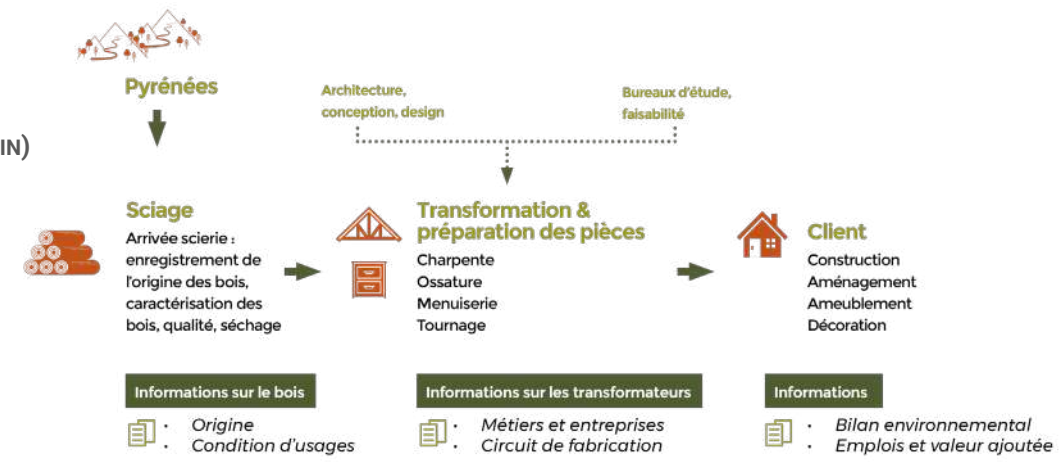 Pyrénées
Architecture,
conception, design
Bureaux d'étude,
faisabilité
IN)
Sciage
Arrivée scierie :
enregistrement de
l'origine des bois,
caractérisation des
bois, qualité, séchage
Transformation &
préparation des pièces
Charpente
Ossature
Menuiserie
Tournage
Client
Construction
Aménagement
Ameublement
Décoration
Informations sur le bois
· Origine
· Condition d'usages
Informations sur les transformateurs
· Métiers et entreprises
· Circuit de fabrication
Informations
· Bilan environmental
· Emplois et valeur ajoutée